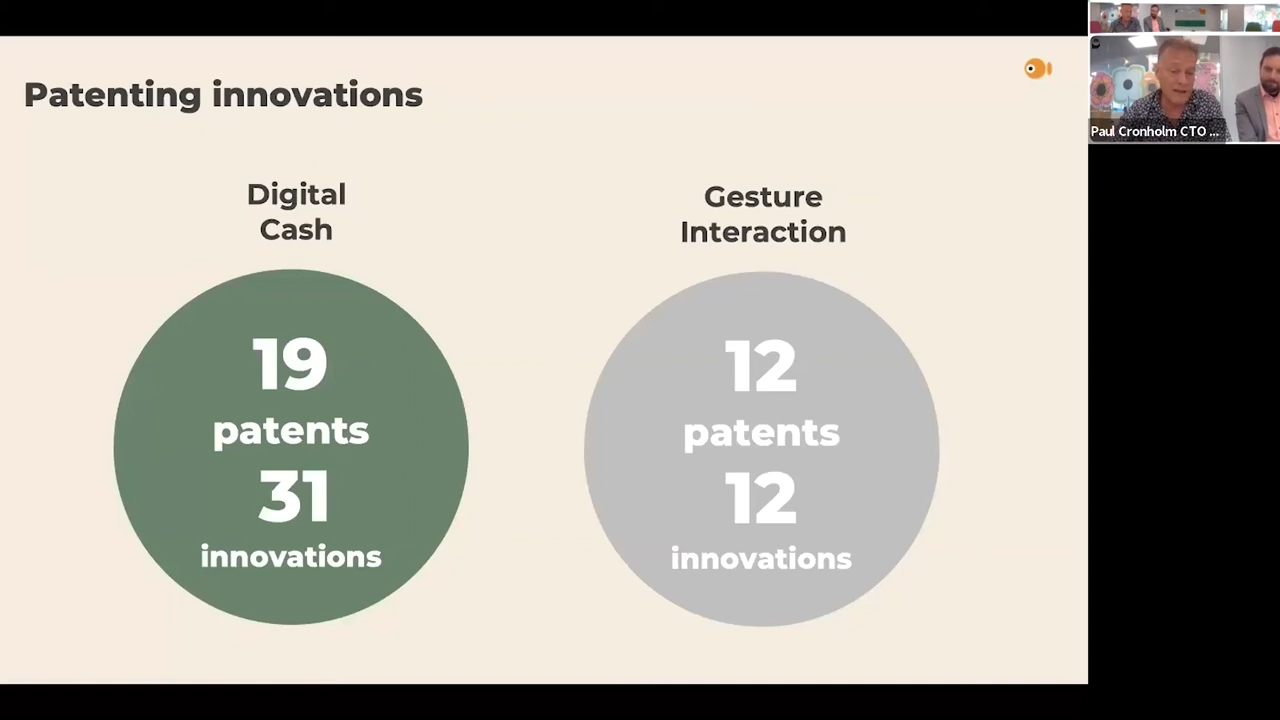 Patenting innovations
Digital
Cash
19
patents
31
innovations
Gesture
Interaction
12
patents
12
innovations
Paul Cronholm CTO ...